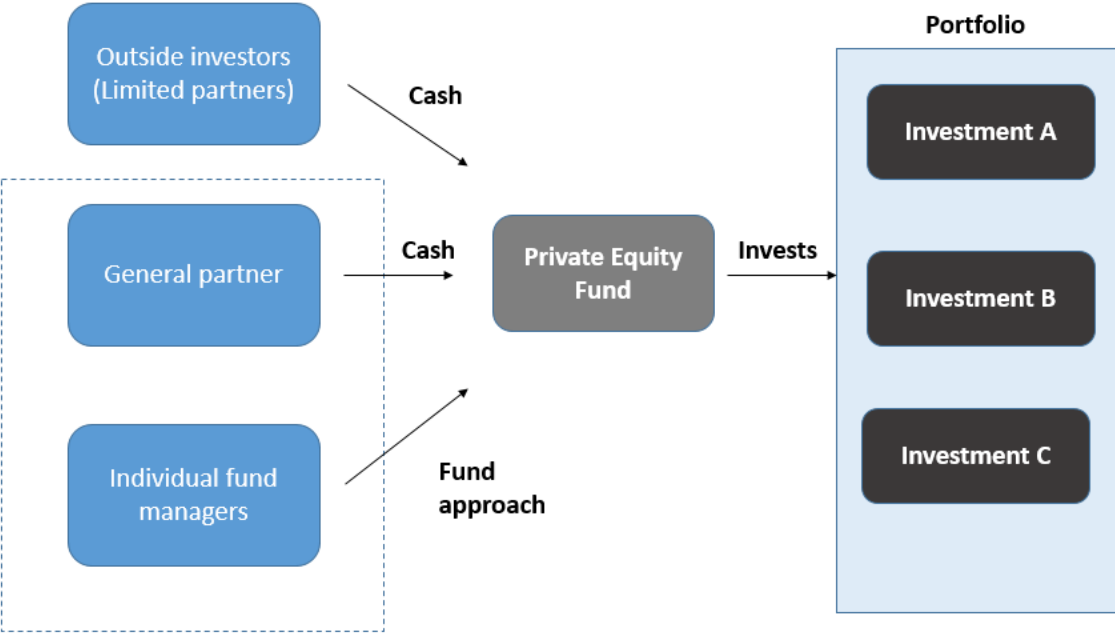 Portfolio
Outside investors
(Limited partners)
Cash
Investment A
General partner
Cash
Private Equity
Fund
Invests
Investment B
Individual fund
managers
Fund
approach
Investment C